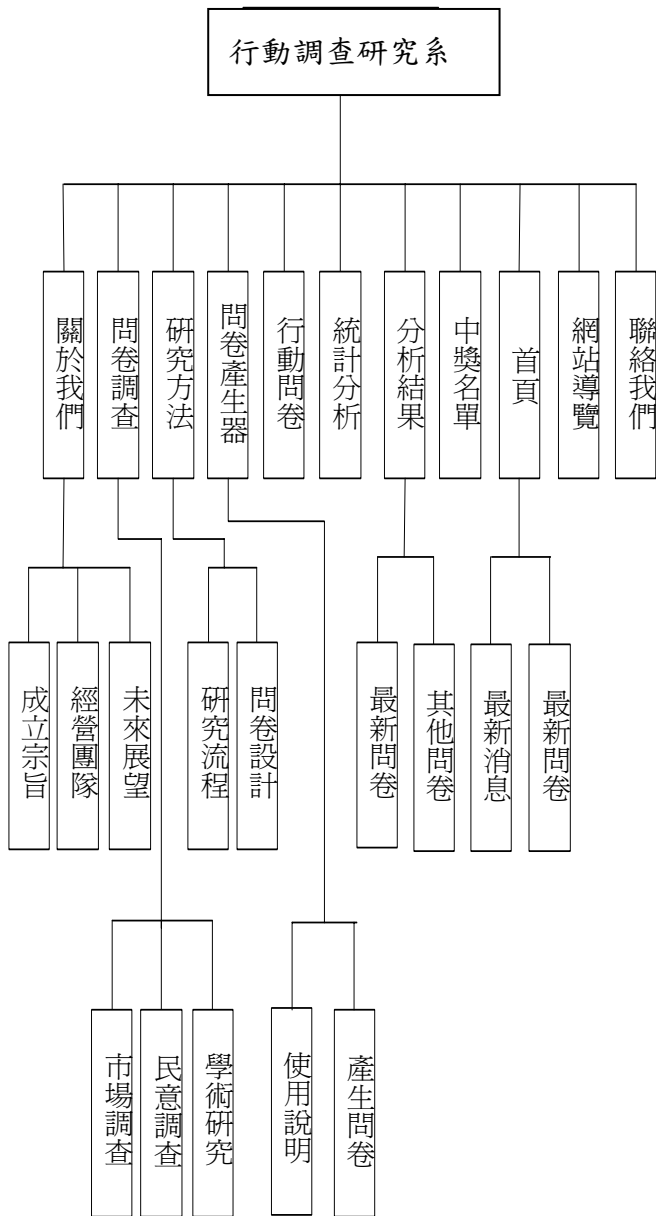 行動調查研究系
關於我們
問卷調查
研究方法
問卷產生器
行動問卷
統計分析
分析結果
中獎名單
首頁
網站導覽
聯絡我們
成立宗旨
經營團隊
未來展望
研究流程
問卷設計
最新問卷
其他問卷
最新消息
最新問卷
市場調查
民意調查
學術研究
使用說明
產生問卷